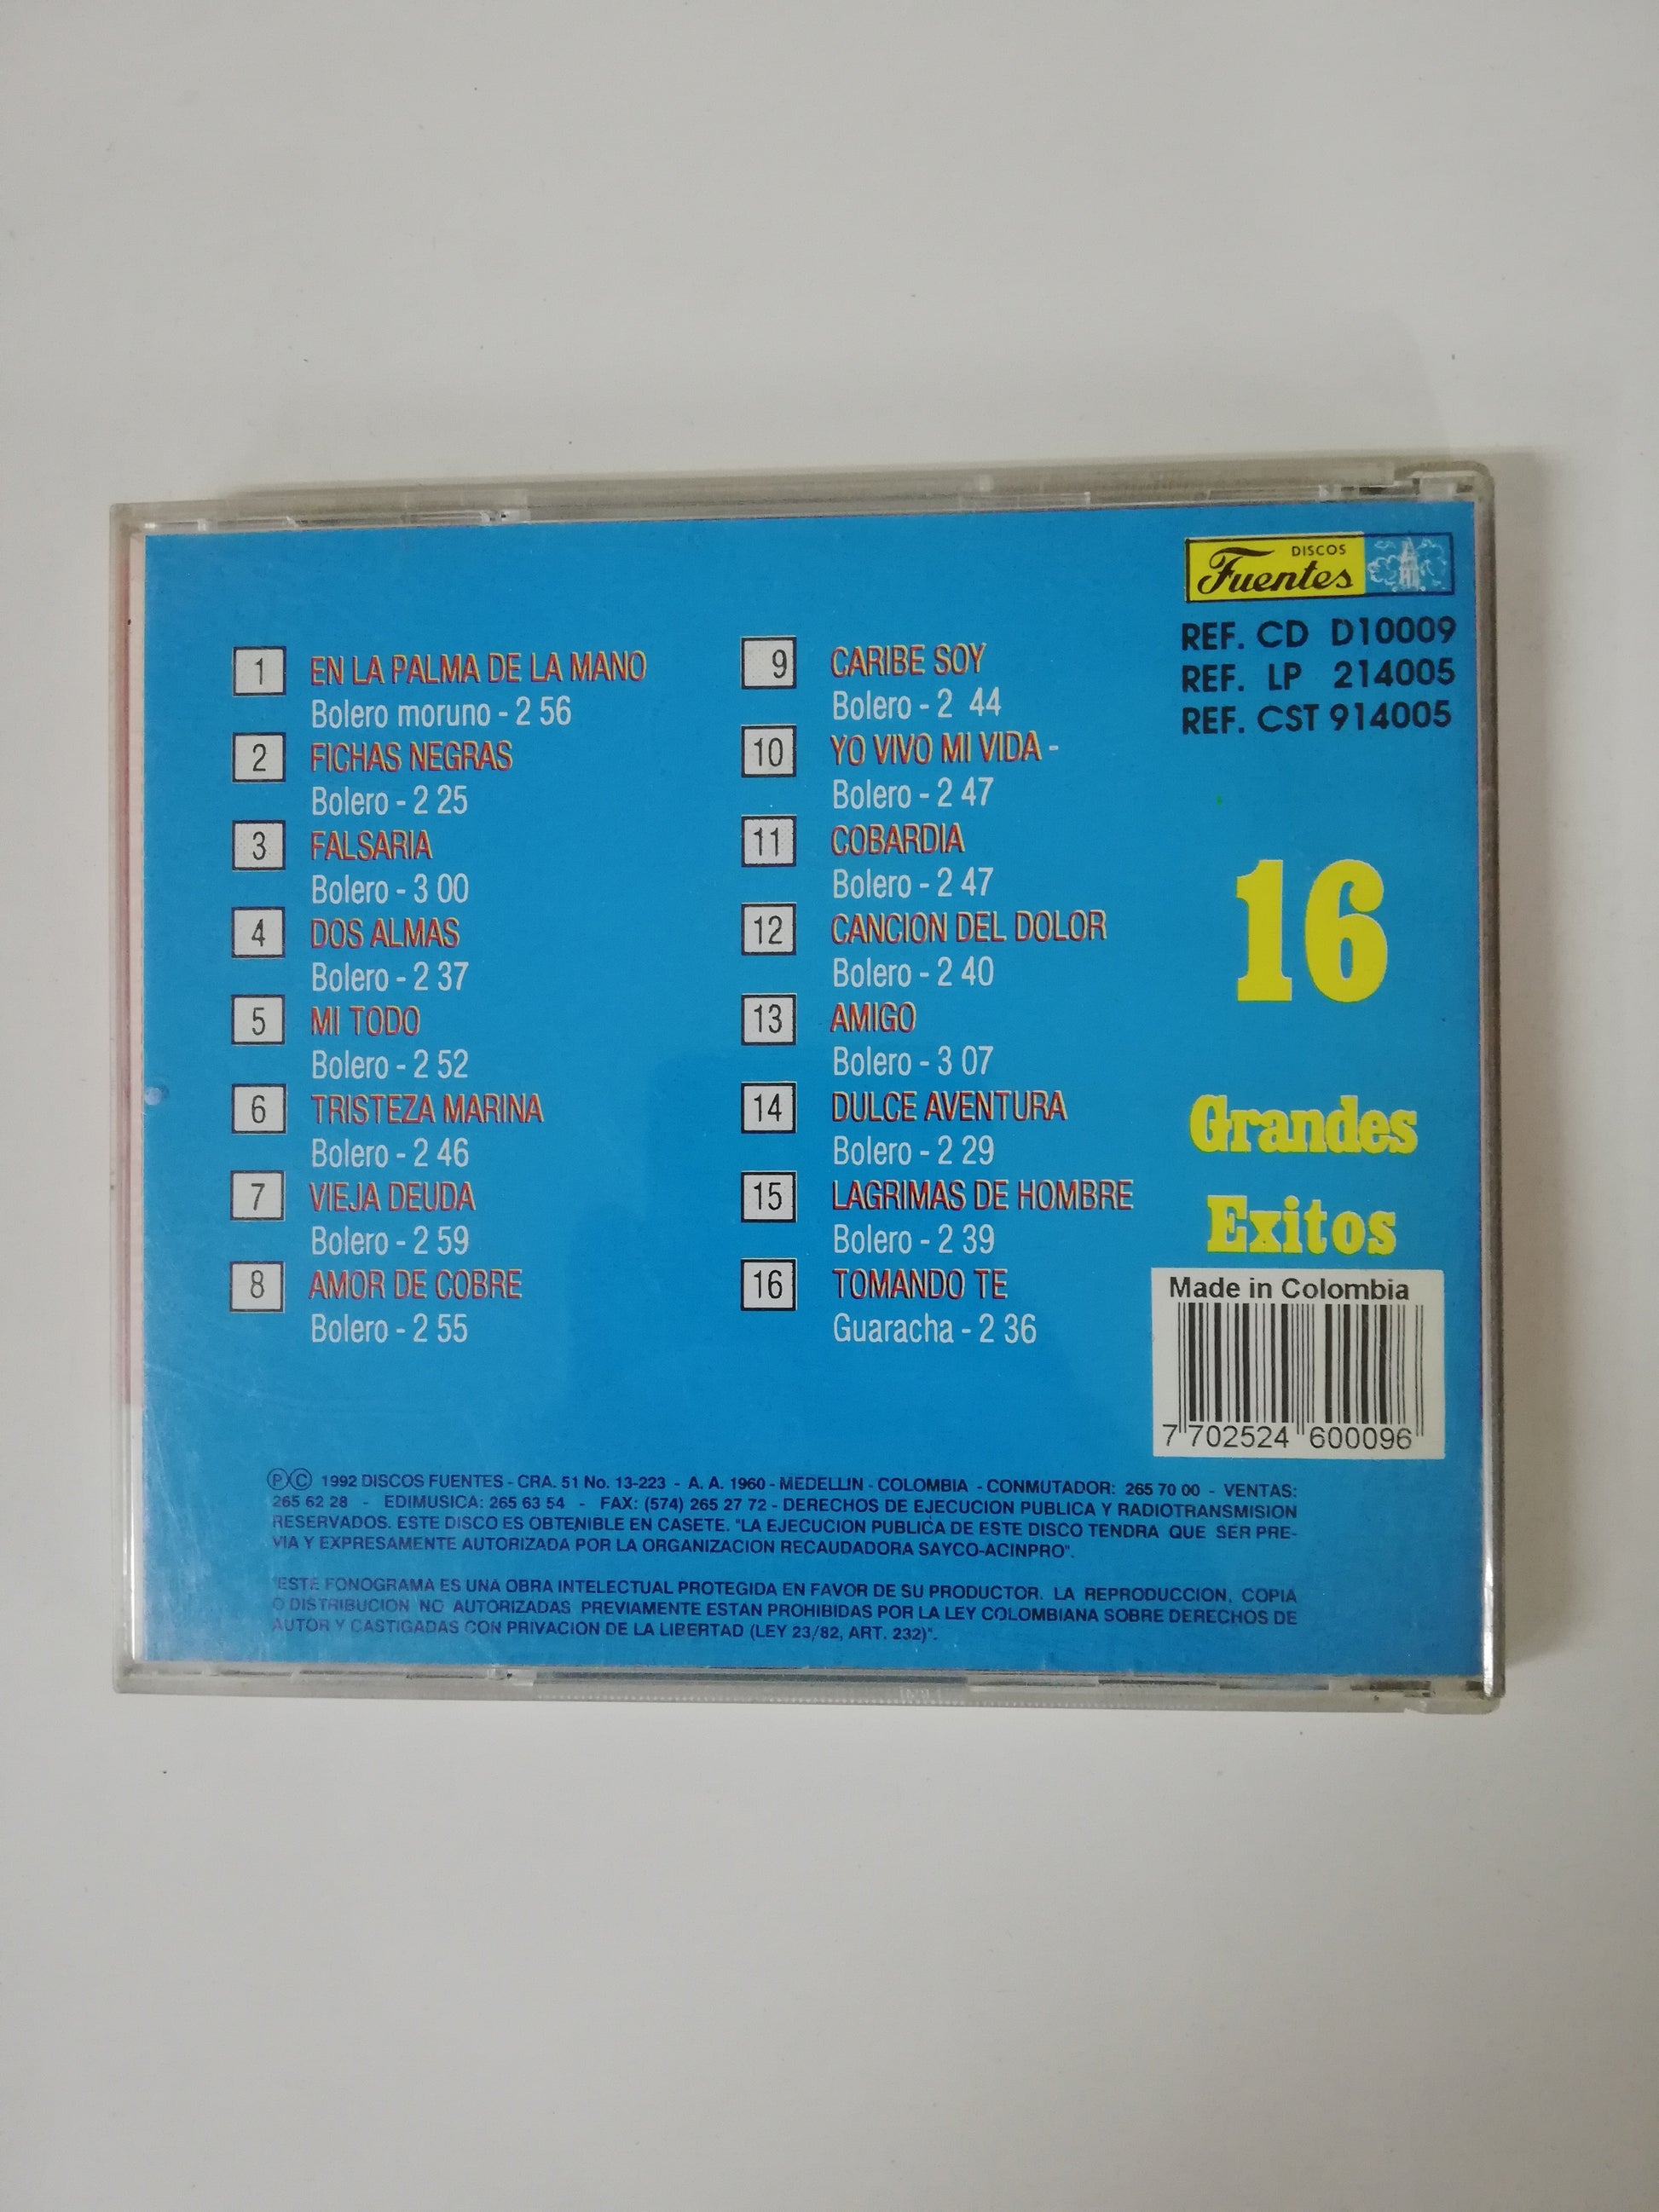 DISCOS
Fuentes
REF. CD D10009
REF. LP 214005
REF. CST 914005
1 EN LA PALMA DE LA MANO
Bolero moruno - 2 56
2 FICHAS NEGRAS
Bolero - 2 25
3 FALSARIA
Bolero - 3 00
4 DOS ALMAS
Bolero - 2 37
5 MI TODO
Bolero - 2 52
6 TRISTEZA MARINA
Bolero - 2 46
7 VIEJA DEUDA
Bolero - 2 59
8 AMOR DE COBRE
Bolero - 2 55
9 CARIBE SOY
Bolero - 2 44
10 YO VIVO MI VIDA -
Bolero - 2 47
11 COBARDIA
Bolero - 2 47
12 CANCION DEL DOLOR
Bolero - 2 40
13 AMIGO
Bolero - 3 07
14 DULCE AVENTURA
Bolero - 2 29
15 LAGRIMAS DE HOMBRE
Bolero - 2 39
16 TOMANDO TE
Guaracha - 2 36
16
Grandes
Exitos
Made in Colombia
7 702524 600096
Ⓟ© 1992 DISCOS FUENTES - CRA. 51 No. 13-223 - A. A. 1960 - MEDELLIN - COLOMBIA - CONMUTADOR: 265 70 00 - VENTAS:
265 62 28 - EDIMUSICA: 265 63 54 - FAX: (574) 265 27 72 - DERECHOS DE EJECUCION PUBLICA Y RADIOTRANSMISION
RESERVADOS. ESTE DISCO ES OBTENIBLE EN CASETE. "LA EJECUCION PUBLICA DE ESTE DISCO TENDRA QUE SER PRE-
VIA Y EXPRESAMENTE AUTORIZADA POR LA ORGANIZACION RECAUDADORA SAYCO-ACINPRO".
"ESTE FONOGRAMA ES UNA OBRA INTELECTUAL PROTEGIDA EN FAVOR DE SU PRODUCTOR. LA REPRODUCCION, COPIA
O DISTRIBUCION NO AUTORIZADAS PREVIAMENTE ESTAN PROHIBIDAS POR LA LEY COLOMBIANA SOBRE DERECHOS DE
AUTOR Y CASTIGADAS CON PRIVACION DE LA LIBERTAD (LEY 23/82, ART. 232)".